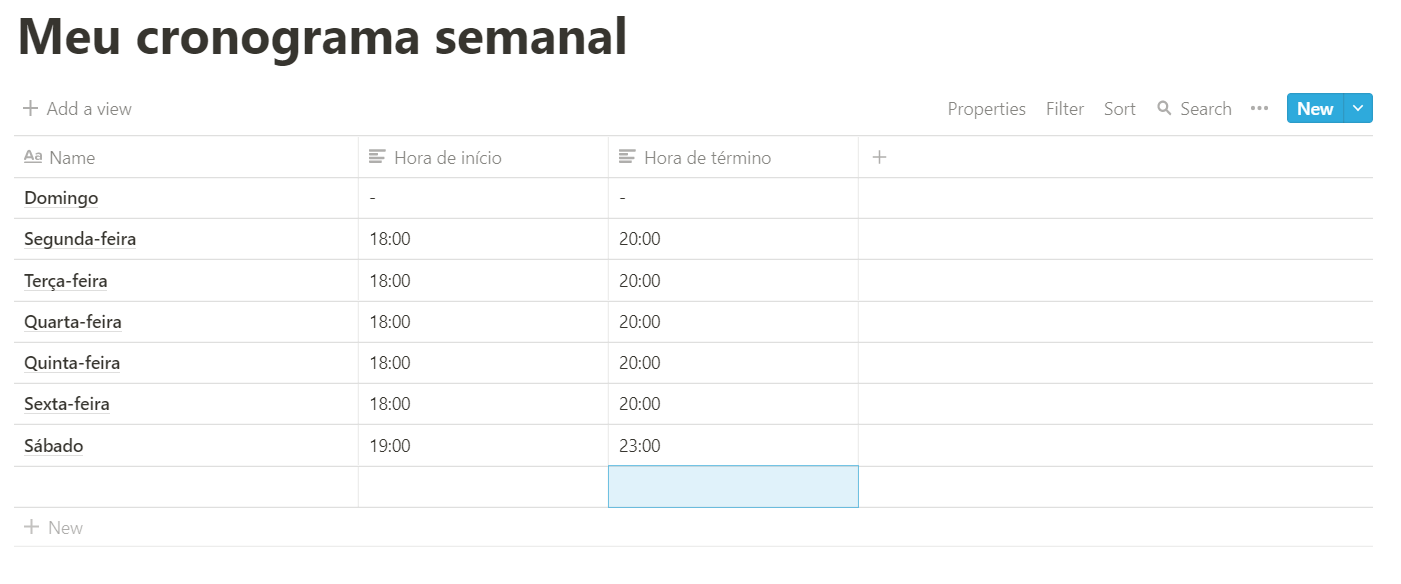 Meu cronograma semanal
+ Add a view Properties Filter Sort Search ••• New
Aa Name Hora de início Hora de término +
Domingo - -
Segunda-feira 18:00 20:00
Terça-feira 18:00 20:00
Quarta-feira 18:00 20:00
Quinta-feira 18:00 20:00
Sexta-feira 18:00 20:00
Sábado 19:00 23:00
+ New